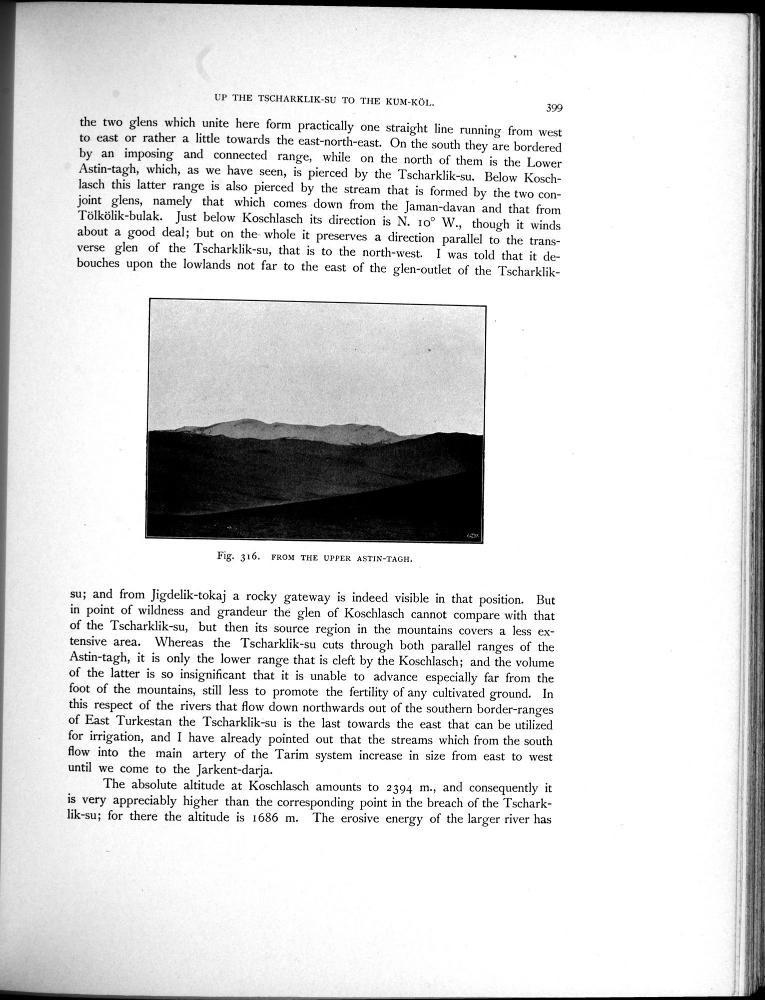 UP THE TSCHARKLIK-SU TO THE KUM-KÖL.
399
the two glens which unite here form practically one straight line running from west
to east or rather a little towards the east-north-east. On the south they are bordered
by an imposing and connected range, while on the north of them is the Lower
Astin-tagh, which, as we have seen, is pierced by the Tscharklik-su. Below Kosch-
lasch this latter range is also pierced by the stream that is formed by the two con-
joint glens, namely that which comes down from the Jaman-davan and that from
Tölkölik-bulak. Just below Koschlasch its direction is N. 10° W., though it winds
about a good deal; but on the whole it preserves a direction parallel to the trans-
verse glen of the Tscharklik-su, that is to the north-west. I was told that it de-
bouches upon the lowlands not far to the east of the glen-outlet of the Tscharklik-
Fig. 316. FROM THE UPPER ASTIN-TAGH.
su; and from Jigdelik-tokaj a rocky gateway is indeed visible in that position. But
in point of wildness and grandeur the glen of Koschlasch cannot compare with that
of the Tscharklik-su, but then its source region in the mountains covers a less ex-
tensive area. Whereas the Tscharklik-su cuts through both parallel ranges of the
Astin-tagh, it is only the lower range that is cleft by the Koschlasch; and the volume
of the latter is so insignificant that it is unable to advance especially far from the
foot of the mountains, still less to promote the fertility of any cultivated ground. In
this respect of the rivers that flow down northwards out of the southern border-ranges
of East Turkestan the Tscharklik-su is the last towards the east that can be utilized
for irrigation, and I have already pointed out that the streams which from the south
flow into the main artery of the Tarim system increase in size from east to west
until we come to the Jarkent-darja.
The absolute altitude at Koschlasch amounts to 2394 m., and consequently it
is very appreciably higher than the corresponding point in the breach of the Tschark-
lik-su; for there the altitude is 1686 m. The erosive energy of the larger river has